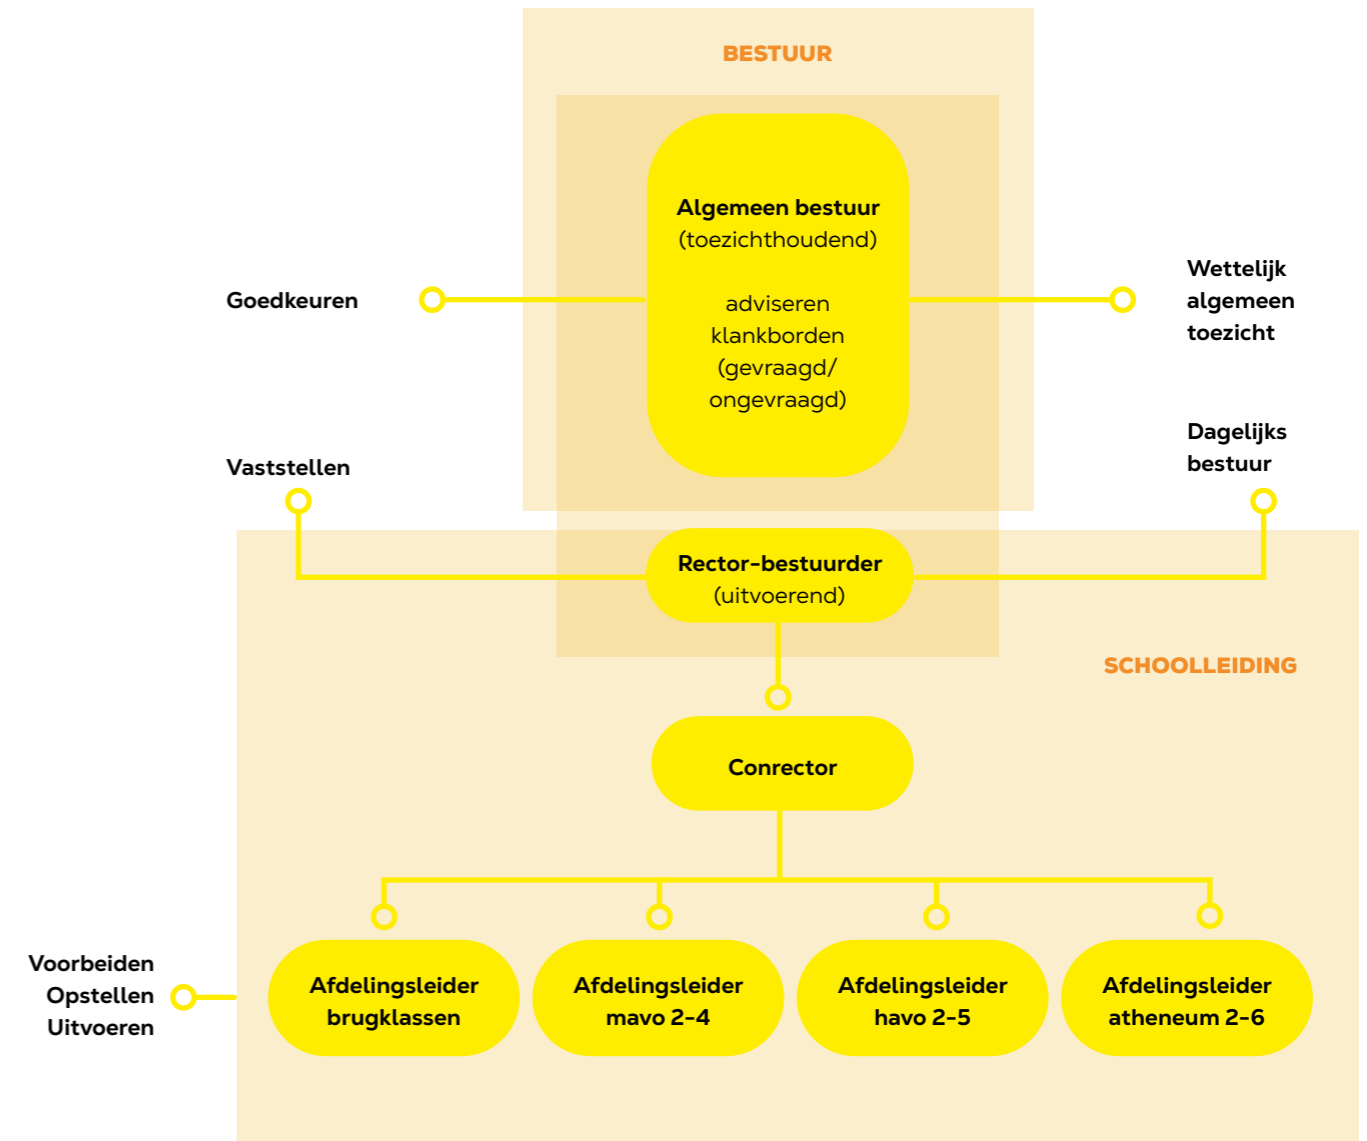 BESTUUR
Algemeen bestuur
(toezichthoudend)
adviseren
klankborden
(gevraagd/
ongevraagd)
Goedkeuren
Wettelijk
algemeen
toezicht
Vaststellen
Dagelijks
bestuur
Rector-bestuurder
(uitvoerend)
SCHOOLLEIDING
Conrector
Voorbeiden
Opstellen
Uitvoeren
Afdelingsleider
brugklassen
Afdelingsleider
mavo 2-4
Afdelingsleider
havo 2-5
Afdelingsleider
atheneum 2-6